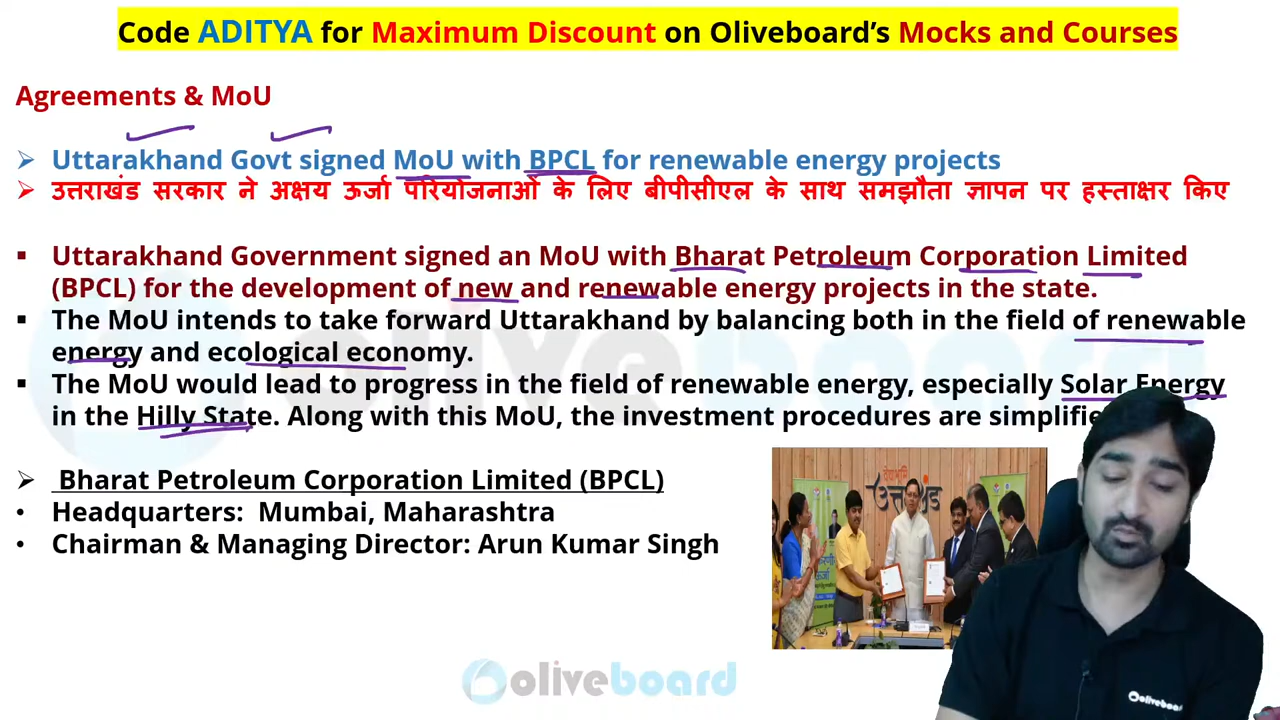 Code ADITYA for Maximum Discount on Oliveboard's Mocks and Courses
Agreements & MoU
➢ Uttarakhand Govt signed MoU with BPCL for renewable energy projects
➢ उत्तराखंड सरकार ने अक्षय ऊर्जा परियोजनाओं के लिए बीपीसीएल के साथ समझौता ज्ञापन पर हस्ताक्षर किए
▪ Uttarakhand Government signed an MoU with Bharat Petroleum Corporation Limited
(BPCL) for the development of new and renewable energy projects in the state.
▪ The MoU intends to take forward Uttarakhand by balancing both in the field of renewable
energy and ecological economy.
▪ The MoU would lead to progress in the field of renewable energy, especially Solar Energy
in the Hilly State. Along with this MoU, the investment procedures are
➢ Bharat Petroleum Corporation Limited (BPCL)
• Headquarters: Mumbai, Maharashtra
• Chairman & Managing Director: Arun Kumar Singh
oliveboard
oliveboard